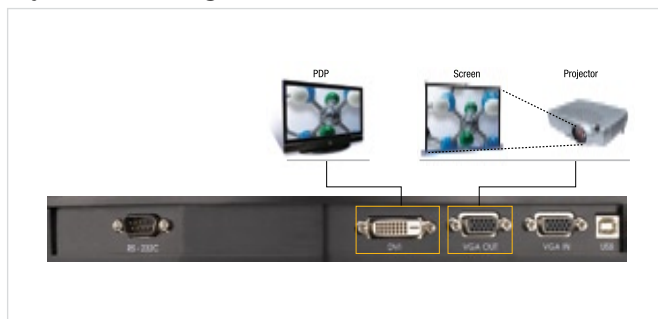 PDP
Screen
Projector
RS-232C
DVI
VGA OUT
VGA IN
USB